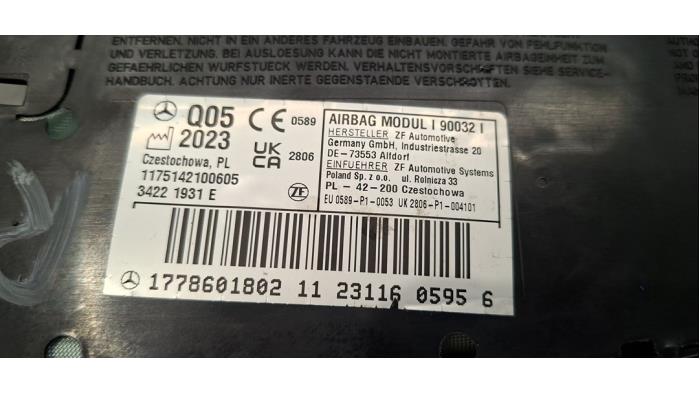 ENTFERNEN. NICHT IN EIN ANDERES FAHRZEUG EINBAUEN. GEFAHR VON FEHLFUNKTION
UND VERLETZUNG. BEI AUSLOESUNG KANN DIE NICHT MONTIERTE AIRBAGEINHEIT ZUM
GEFAEHRLICHEN WURFSTUECK WERDEN. VERHALTENSVORSCHRIFTEN SIEHE SERVICE-
HANDBUCH. ACHTUNG NUR INERTE GEGENSTAENDE VERSCHROTTEN.
Q05 CE 0589
2023
UK CA 2806
Czestochowa, PL
1175142100605
3422 1931 E
ZF
AIRBAG MODUL I 90032 I
HERSTELLER ZF Automotive
Germany GmbH, Industriestrasse 20
DE-73553 Alfdorf
EINFUEHRER ZF Automotive Systems
Poland Sp. z o.o. ul. Rolnicza 33
PL - 42-200 Czestochowa
EU 0589-P1-0053 UK 2806-P1-004101
1778601802 11 23116 0595 6